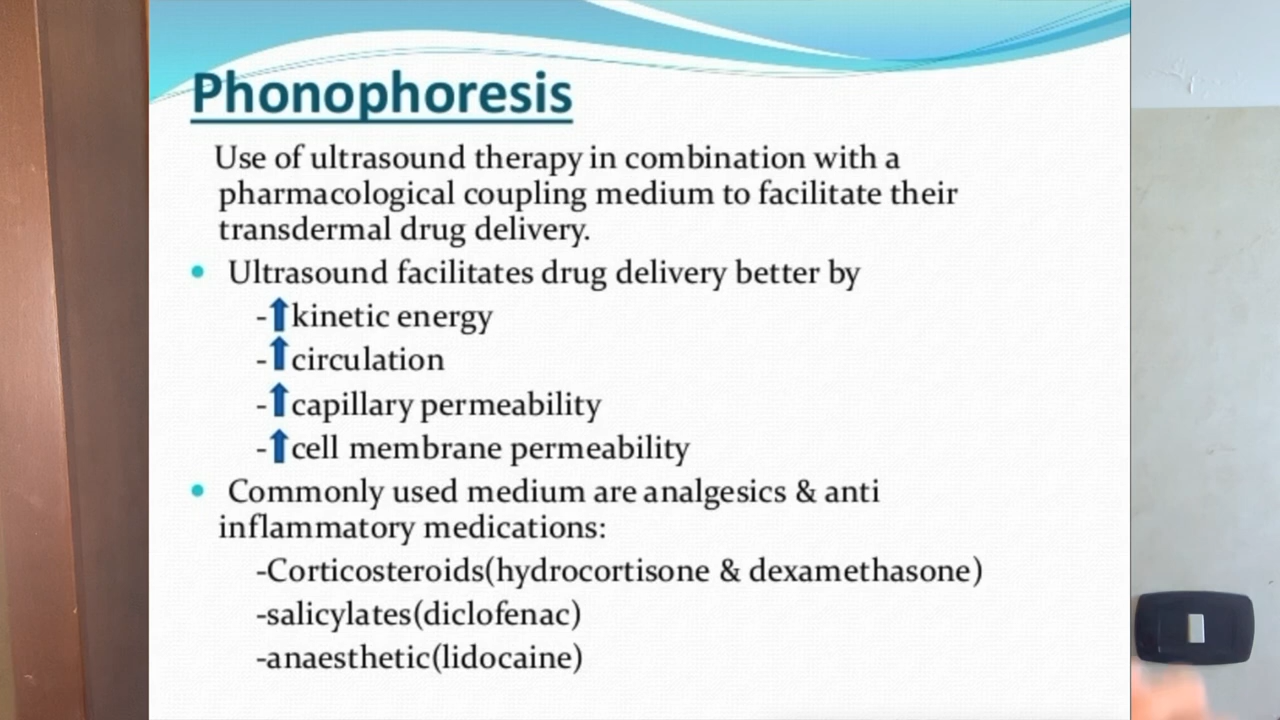 Phonophoresis
Use of ultrasound therapy in combination with a
pharmacological coupling medium to facilitate their
transdermal drug delivery.
• Ultrasound facilitates drug delivery better by
-⬆kinetic energy
-⬆circulation
-⬆capillary permeability
-⬆cell membrane permeability
• Commonly used medium are analgesics & anti
inflammatory medications:
-Corticosteroids(hydrocortisone & dexamethasone)
-salicylates(diclofenac)
-anaesthetic(lidocaine)